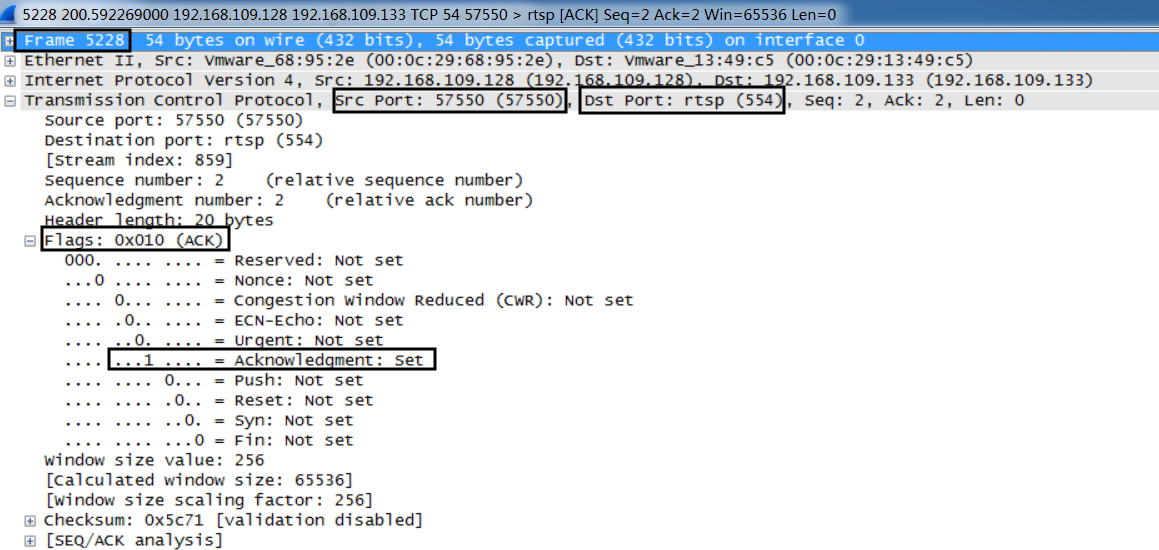 5228 200.592269000 192.168.109.128 192.168.109.133 TCP 54 57550 > rtsp [ACK] Seq=2 Ack=2 Win=65536 Len=0
Frame 5228  54 bytes on wire (432 bits), 54 bytes captured (432 bits) on interface 0
Ethernet II, Src: Vmware_68:95:2e (00:0c:29:68:95:2e), Dst: Vmware_13:49:c5 (00:0c:29:13:49:c5)
Internet Protocol Version 4, Src: 192.168.109.128 (192.168.109.128), Dst: 192.168.109.133 (192.168.109.133)
Transmission Control Protocol, Src Port: 57550 (57550), Dst Port: rtsp (554), Seq: 2, Ack: 2, Len: 0
Source port: 57550 (57550)
Destination port: rtsp (554)
[Stream index: 859]
Sequence number: 2    (relative sequence number)
Acknowledgment number: 2    (relative ack number)
Header length: 20 bytes
Flags: 0x010 (ACK)
000. .... .... = Reserved: Not set
...0 .... .... = Nonce: Not set
.... 0... .... = Congestion Window Reduced (CWR): Not set
.... .0.. .... = ECN-Echo: Not set
.... ..0. .... = Urgent: Not set
.... ...1 .... = Acknowledgment: Set
.... .... 0... = Push: Not set
.... .... .0.. = Reset: Not set
.... .... ..0. = Syn: Not set
.... .... ...0 = Fin: Not set
Window size value: 256
[Calculated window size: 65536]
[Window size scaling factor: 256]
Checksum: 0x5c71 [validation disabled]
[SEQ/ACK analysis]